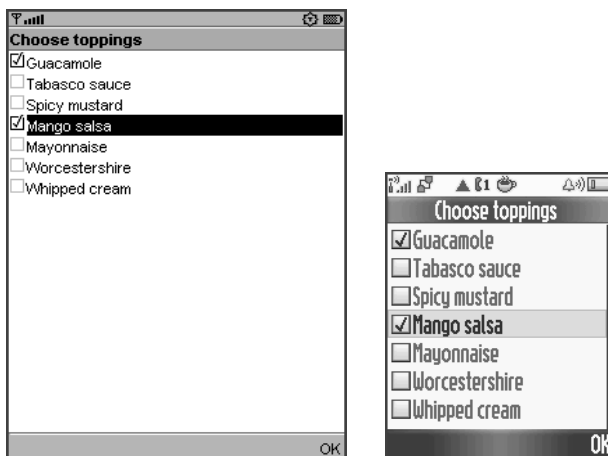 Choose toppings
Guacamole
Tabasco sauce
Spicy mustard
Mango salsa
Mayonnaise
Worcestershire
Whipped cream
OK
1
Choose toppings
Guacamole
Tabasco sauce
Spicy mustard
Mango salsa
Mayonnaise
Worcestershire
Whipped cream
OK